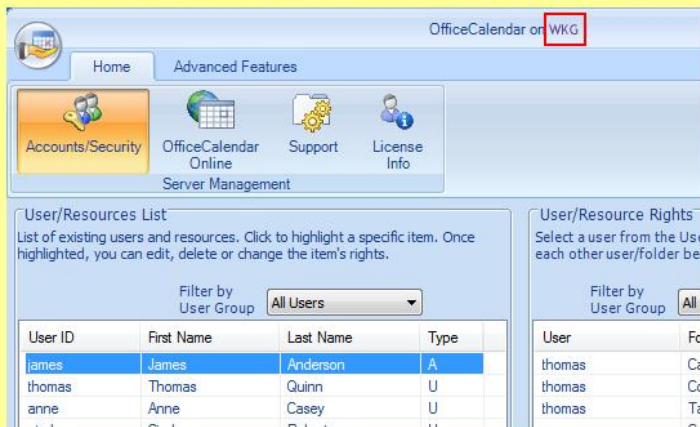 OfficeCalendar on WKG
Home Advanced Features
Accounts/Security OfficeCalendar Online Support License Info
Server Management
User/Resources List
List of existing users and resources. Click to highlight a specific item. Once
highlighted, you can edit, delete or change the item's rights.
Filter by User Group All Users
User ID First Name Last Name Type
james James Anderson A
thomas Thomas Quinn U
anne Anne Casey U
User/Resource Rights
Select a user from the
each other user/folder
Filter by User Group All
User
thomas
thomas
thomas